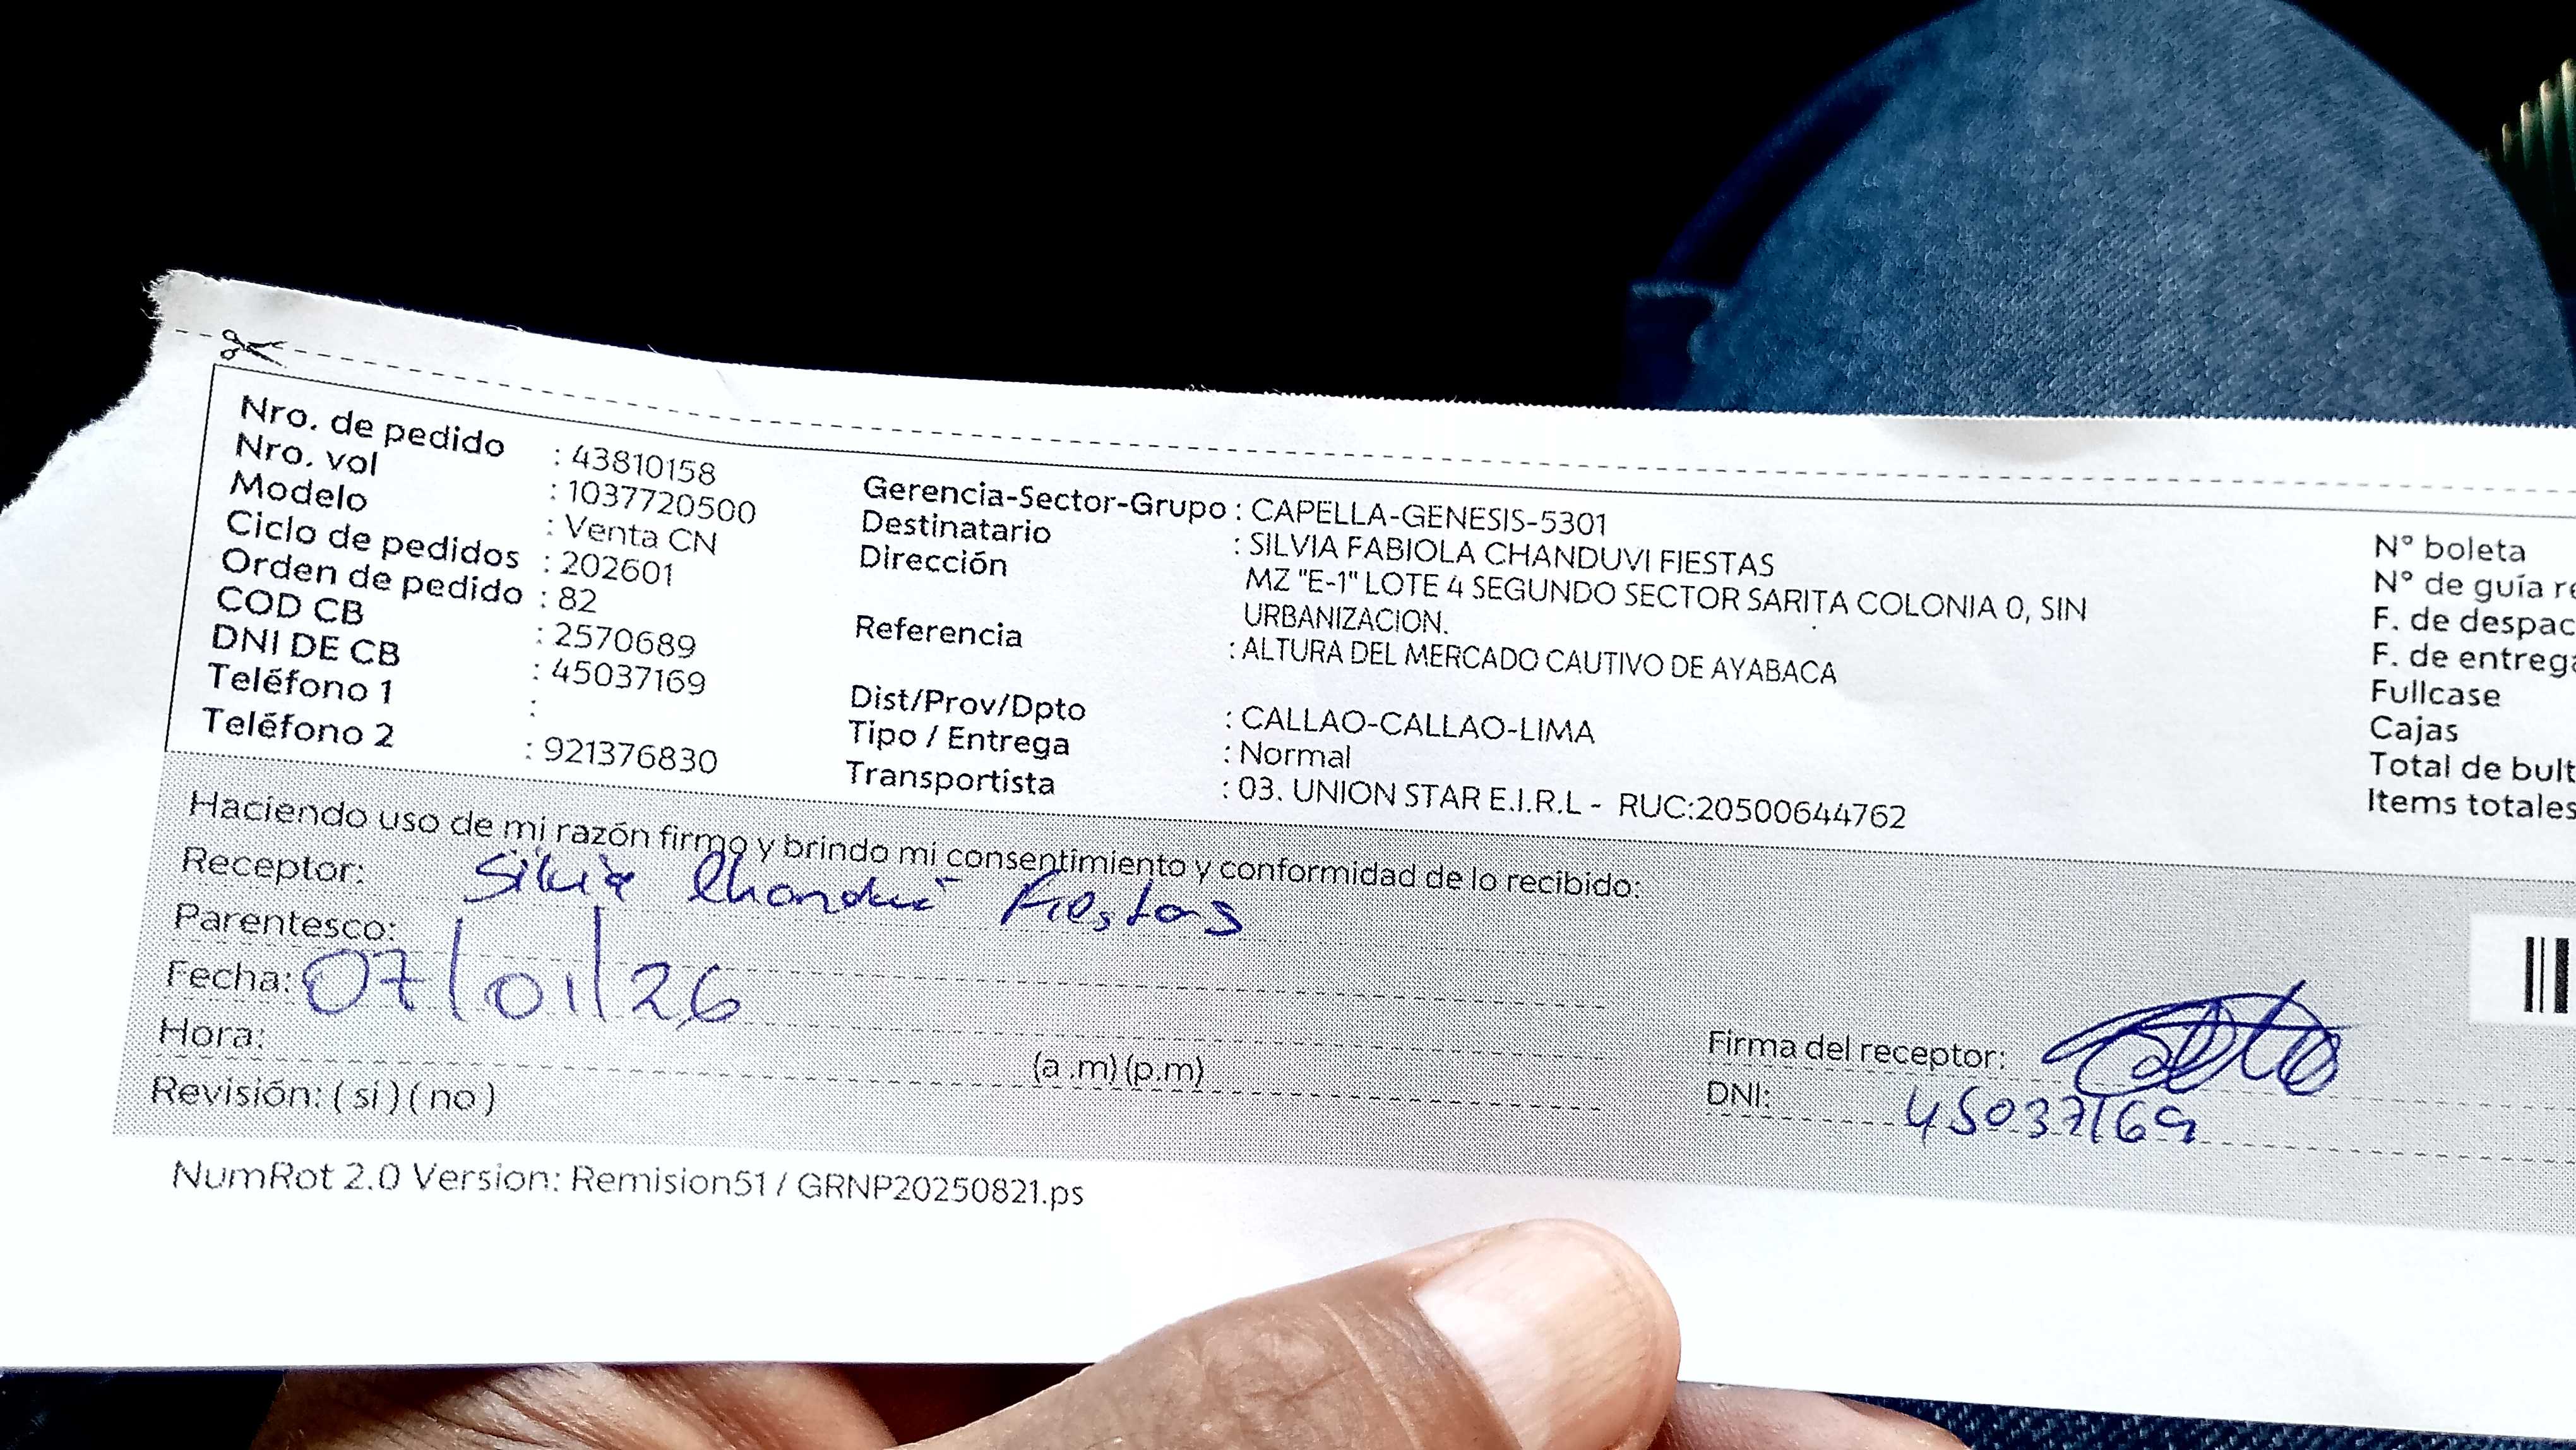 Nro. de pedido : 43810158
Nro. vol : 1037720500
Modelo : Venta CN
Ciclo de pedidos : 202601
Orden de pedido : 82
COD CB : 2570689
DNI DE CB : 45037169
Teléfono 1 :
Teléfono 2 : 921376830
Gerencia-Sector-Grupo : CAPELLA-GENESIS-5301
Destinatario : SILVIA FABIOLA CHANDUVI FIESTAS
Dirección MZ "E-1" LOTE 4 SEGUNDO SECTOR SARITA COLONIA 0, SIN
URBANIZACION.
Referencia : ALTURA DEL MERCADO CAUTIVO DE AYABACA
Dist/Prov/Dpto : CALLAO-CALLAO-LIMA
Tipo / Entrega : Normal
Transportista : 03. UNION STAR E.I.R.L - RUC:20500644762
N° boleta
N° de guía re
F. de despac
F. de entrega
Fullcase
Cajas
Total de bult
Items totales
Haciendo uso de mi razón firmo y brindo mi consentimiento y conformidad de lo recibido:
Receptor: Silvia Chanduvi Fiestas
Parentesco:
Fecha: 07/01/26
Hora: (a .m) (p.m)
Revisión: ( si ) ( no )
Firma del receptor:
DNI: 45037169
NumRot 2.0 Version: Remision51 / GRNP20250821.ps